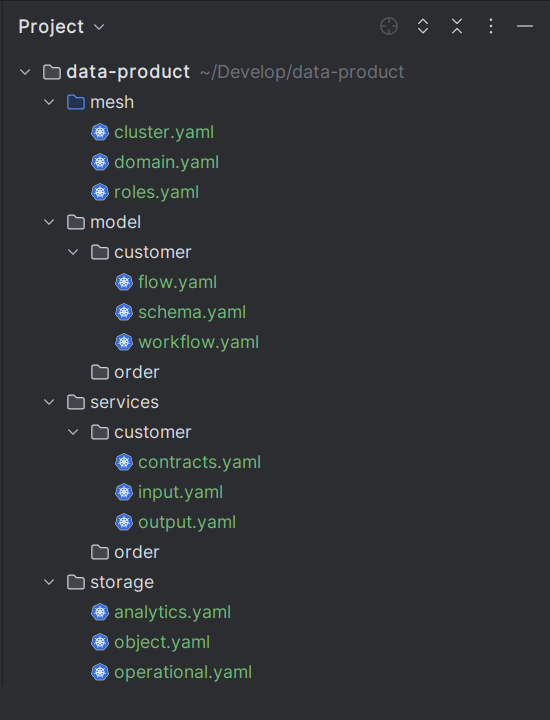 Project
data-product ~/Develop/data-product
mesh
cluster.yaml
domain.yaml
roles.yaml
model
customer
flow.yaml
schema.yaml
workflow.yaml
order
services
customer
contracts.yaml
input.yaml
output.yaml
order
storage
analytics.yaml
object.yaml
operational.yaml